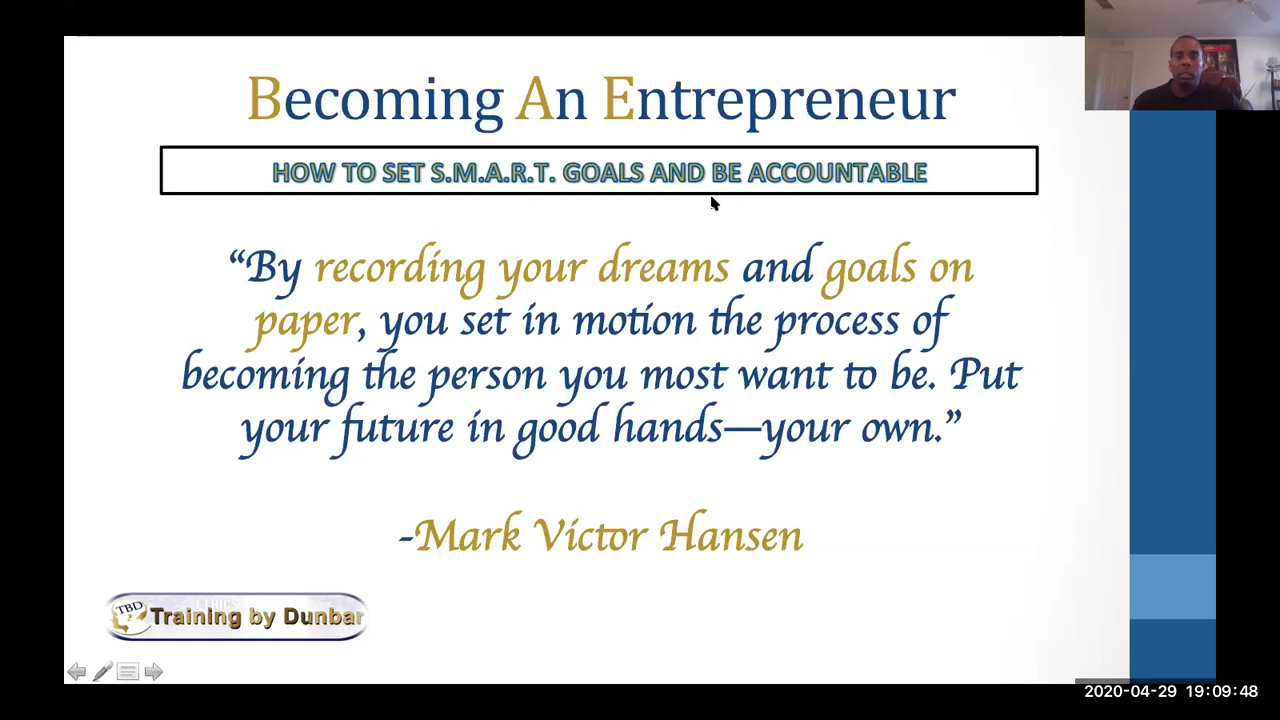 Becoming An Entrepreneur
HOW TO SET S.M.A.R.T. GOALS AND BE ACCOUNTABLE
“By recording your dreams and goals on
paper, you set in motion the process of
becoming the person you most want to be. Put
your future in good hands—your own.”
-Mark Victor Hansen
TBD
Training by Dunbar
2020-04-29 19:09:48